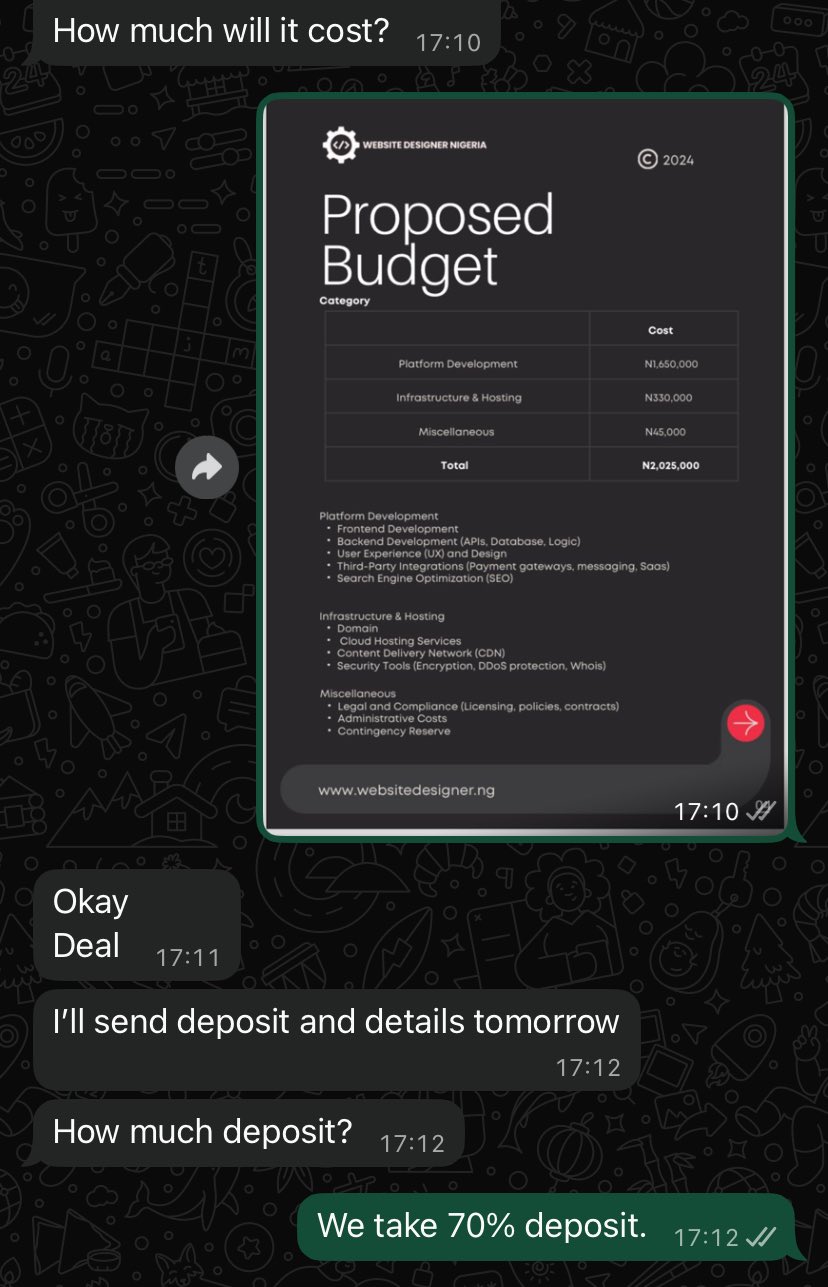 How much will it cost?
17:10
WEBSITE DESIGNER NIGERIA
© 2024
Proposed
Budget
Category
Cost
Platform Development N1,650,000
Infrastructure & Hosting N330,000
Miscellaneous N45,000
Total N2,025,000
Platform Development
• Frontend Development
• Backend Development (APIs, Database, Logic)
• User Experience (UX) and Design
• Third-Party Integrations (Payment gateways, messaging, Saas)
• Search Engine Optimization (SEO)
Infrastructure & Hosting
• Domain
• Cloud Hosting Services
• Content Delivery Network (CDN)
• Security Tools (Encryption, DDoS protection, Whois)
Miscellaneous
• Legal and Compliance (Licensing, policies, contracts)
• Administrative Costs
• Contingency Reserve
www.websitedesigner.ng
17:10
Okay
Deal
17:11
I’ll send deposit and details tomorrow
17:12
How much deposit?
17:12
We take 70% deposit.
17:12